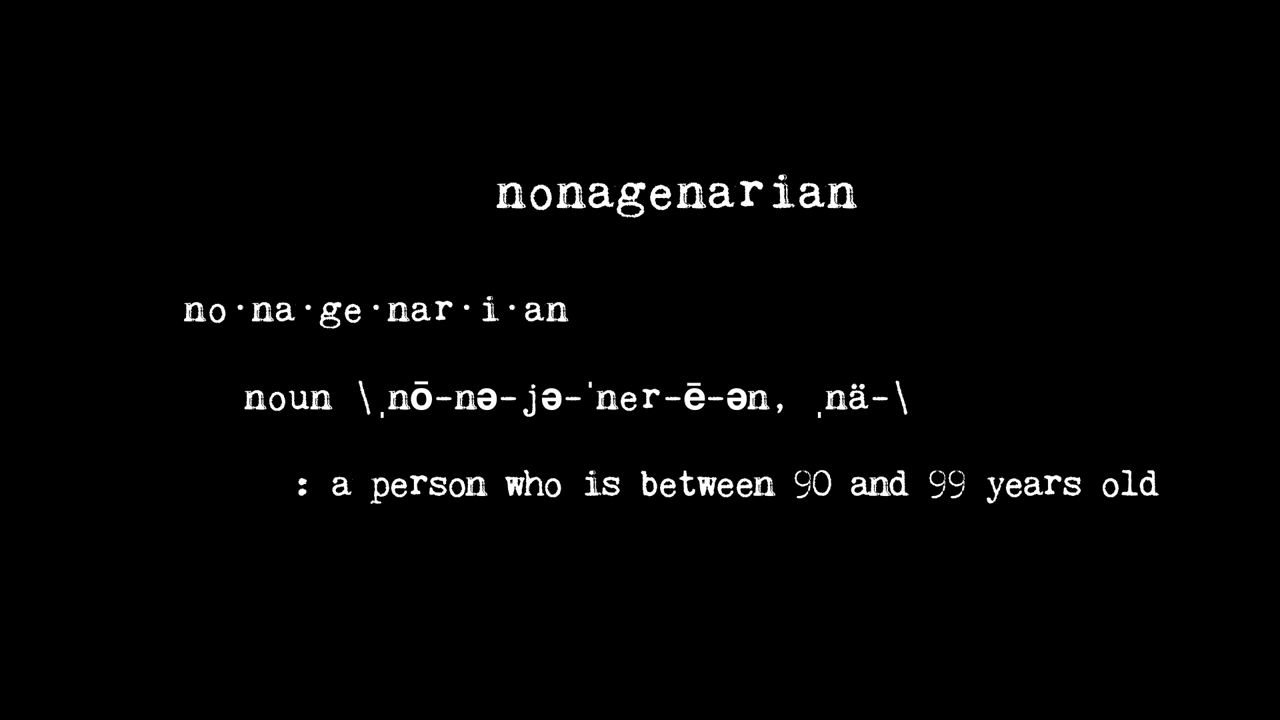 nonagenarian
no·na·ge·nar·i·an
noun \ˌnō-nə-jə-ˈner-ē-ən, ˌnä-\
: a person who is between 90 and 99 years old